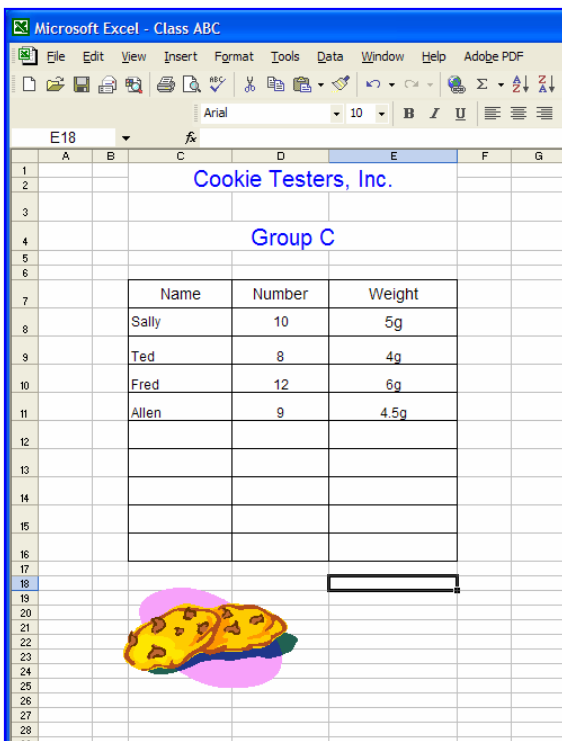 Microsoft Excel - Class ABC
File Edit View Insert Format Tools Data Window Help Adobe PDF
Arial 10 B I U
E18 fx
A B C D E F G
1 Cookie Testers, Inc.
2
3
4 Group C
5
6
7 Name Number Weight
8 Sally 10 5g
9 Ted 8 4g
10 Fred 12 6g
11 Allen 9 4.5g
12
13
14
15
16
17
18
19
20
21
22
23
24
25
26
27
28